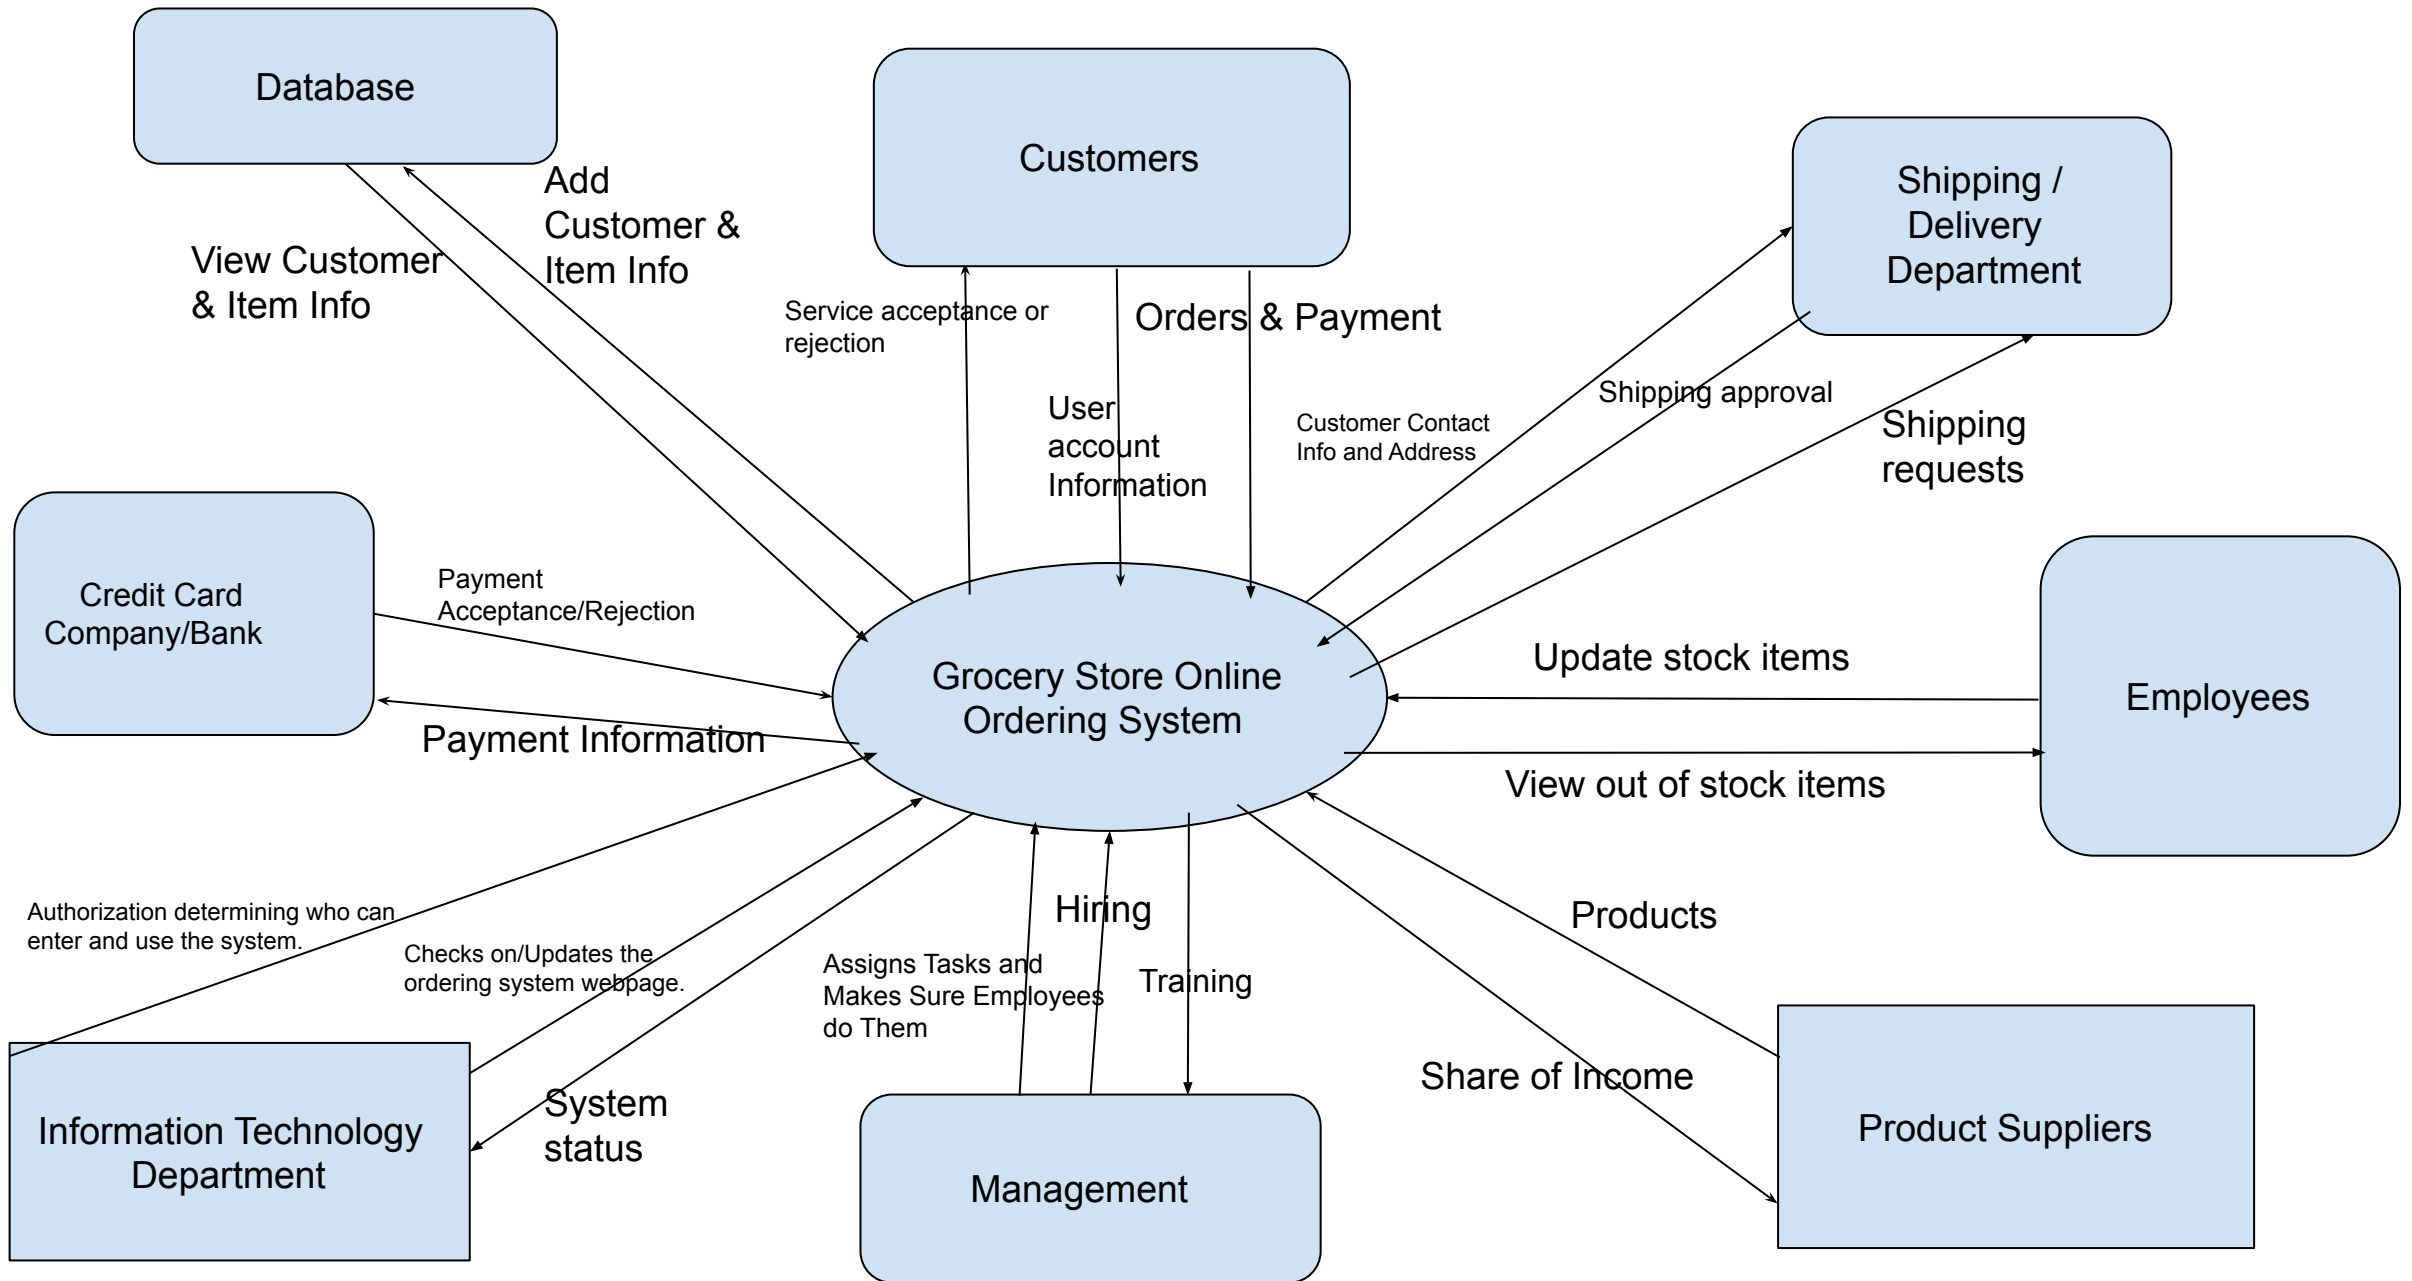 Database
Customers
Shipping /
Delivery
Department
Add
Customer &
Item Info
View Customer
& Item Info
Service acceptance or
rejection
Orders & Payment
User
account
Information
Customer Contact
Info and Address
Shipping approval
Shipping
requests
Credit Card
Company/Bank
Payment
Acceptance/Rejection
Payment Information
Grocery Store Online
Ordering System
Update stock items
View out of stock items
Employees
Authorization determining who can
enter and use the system.
Checks on/Updates the
ordering system webpage.
System
status
Assigns Tasks and
Makes Sure Employees
do Them
Hiring
Training
Products
Share of Income
Information Technology
Department
Management
Product Suppliers